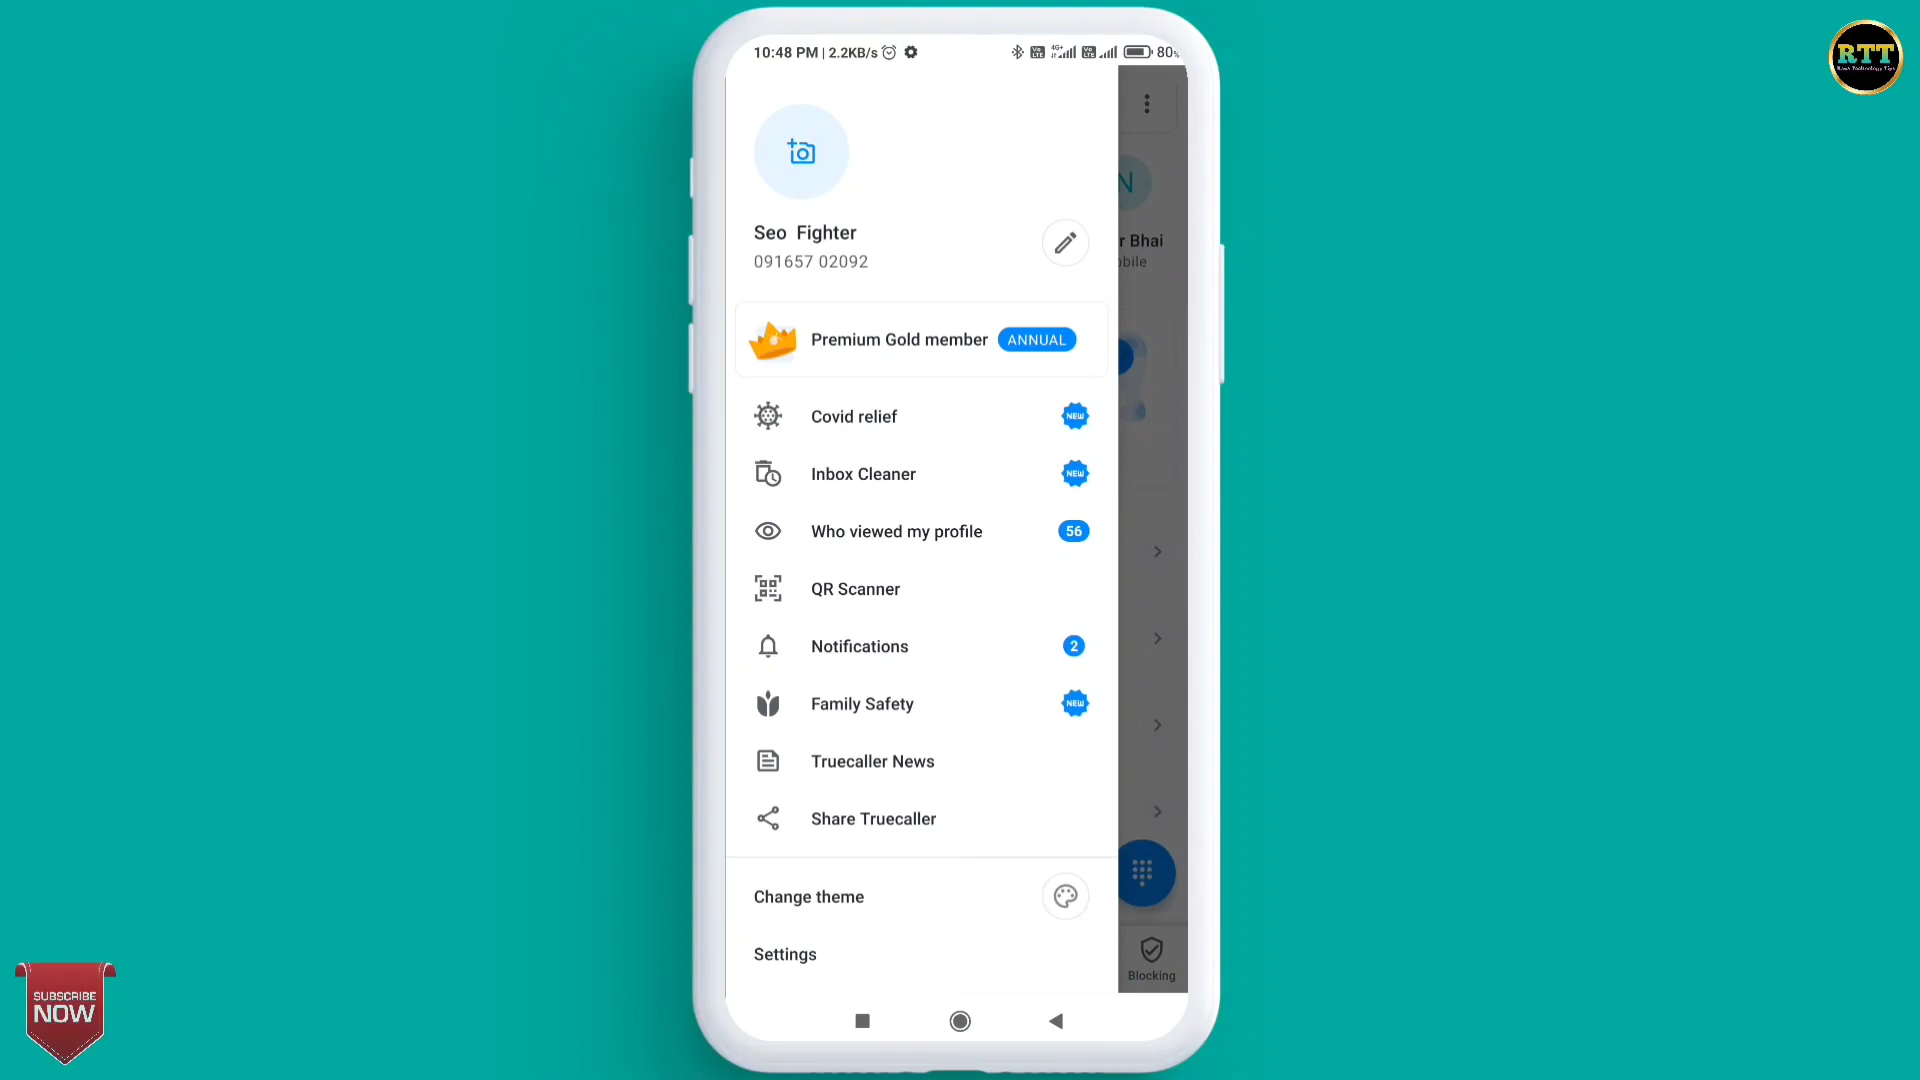 10:48 PM | 2.2KB/s
80%
RTT
N
Seo Fighter
091657 02092
r Bhai
bile
Premium Gold member ANNUAL
Covid relief NEW
Inbox Cleaner NEW
Who viewed my profile 56
QR Scanner
Notifications 2
Family Safety NEW
Truecaller News
Share Truecaller
Change theme
Settings
Blocking
SUBSCRIBE
NOW